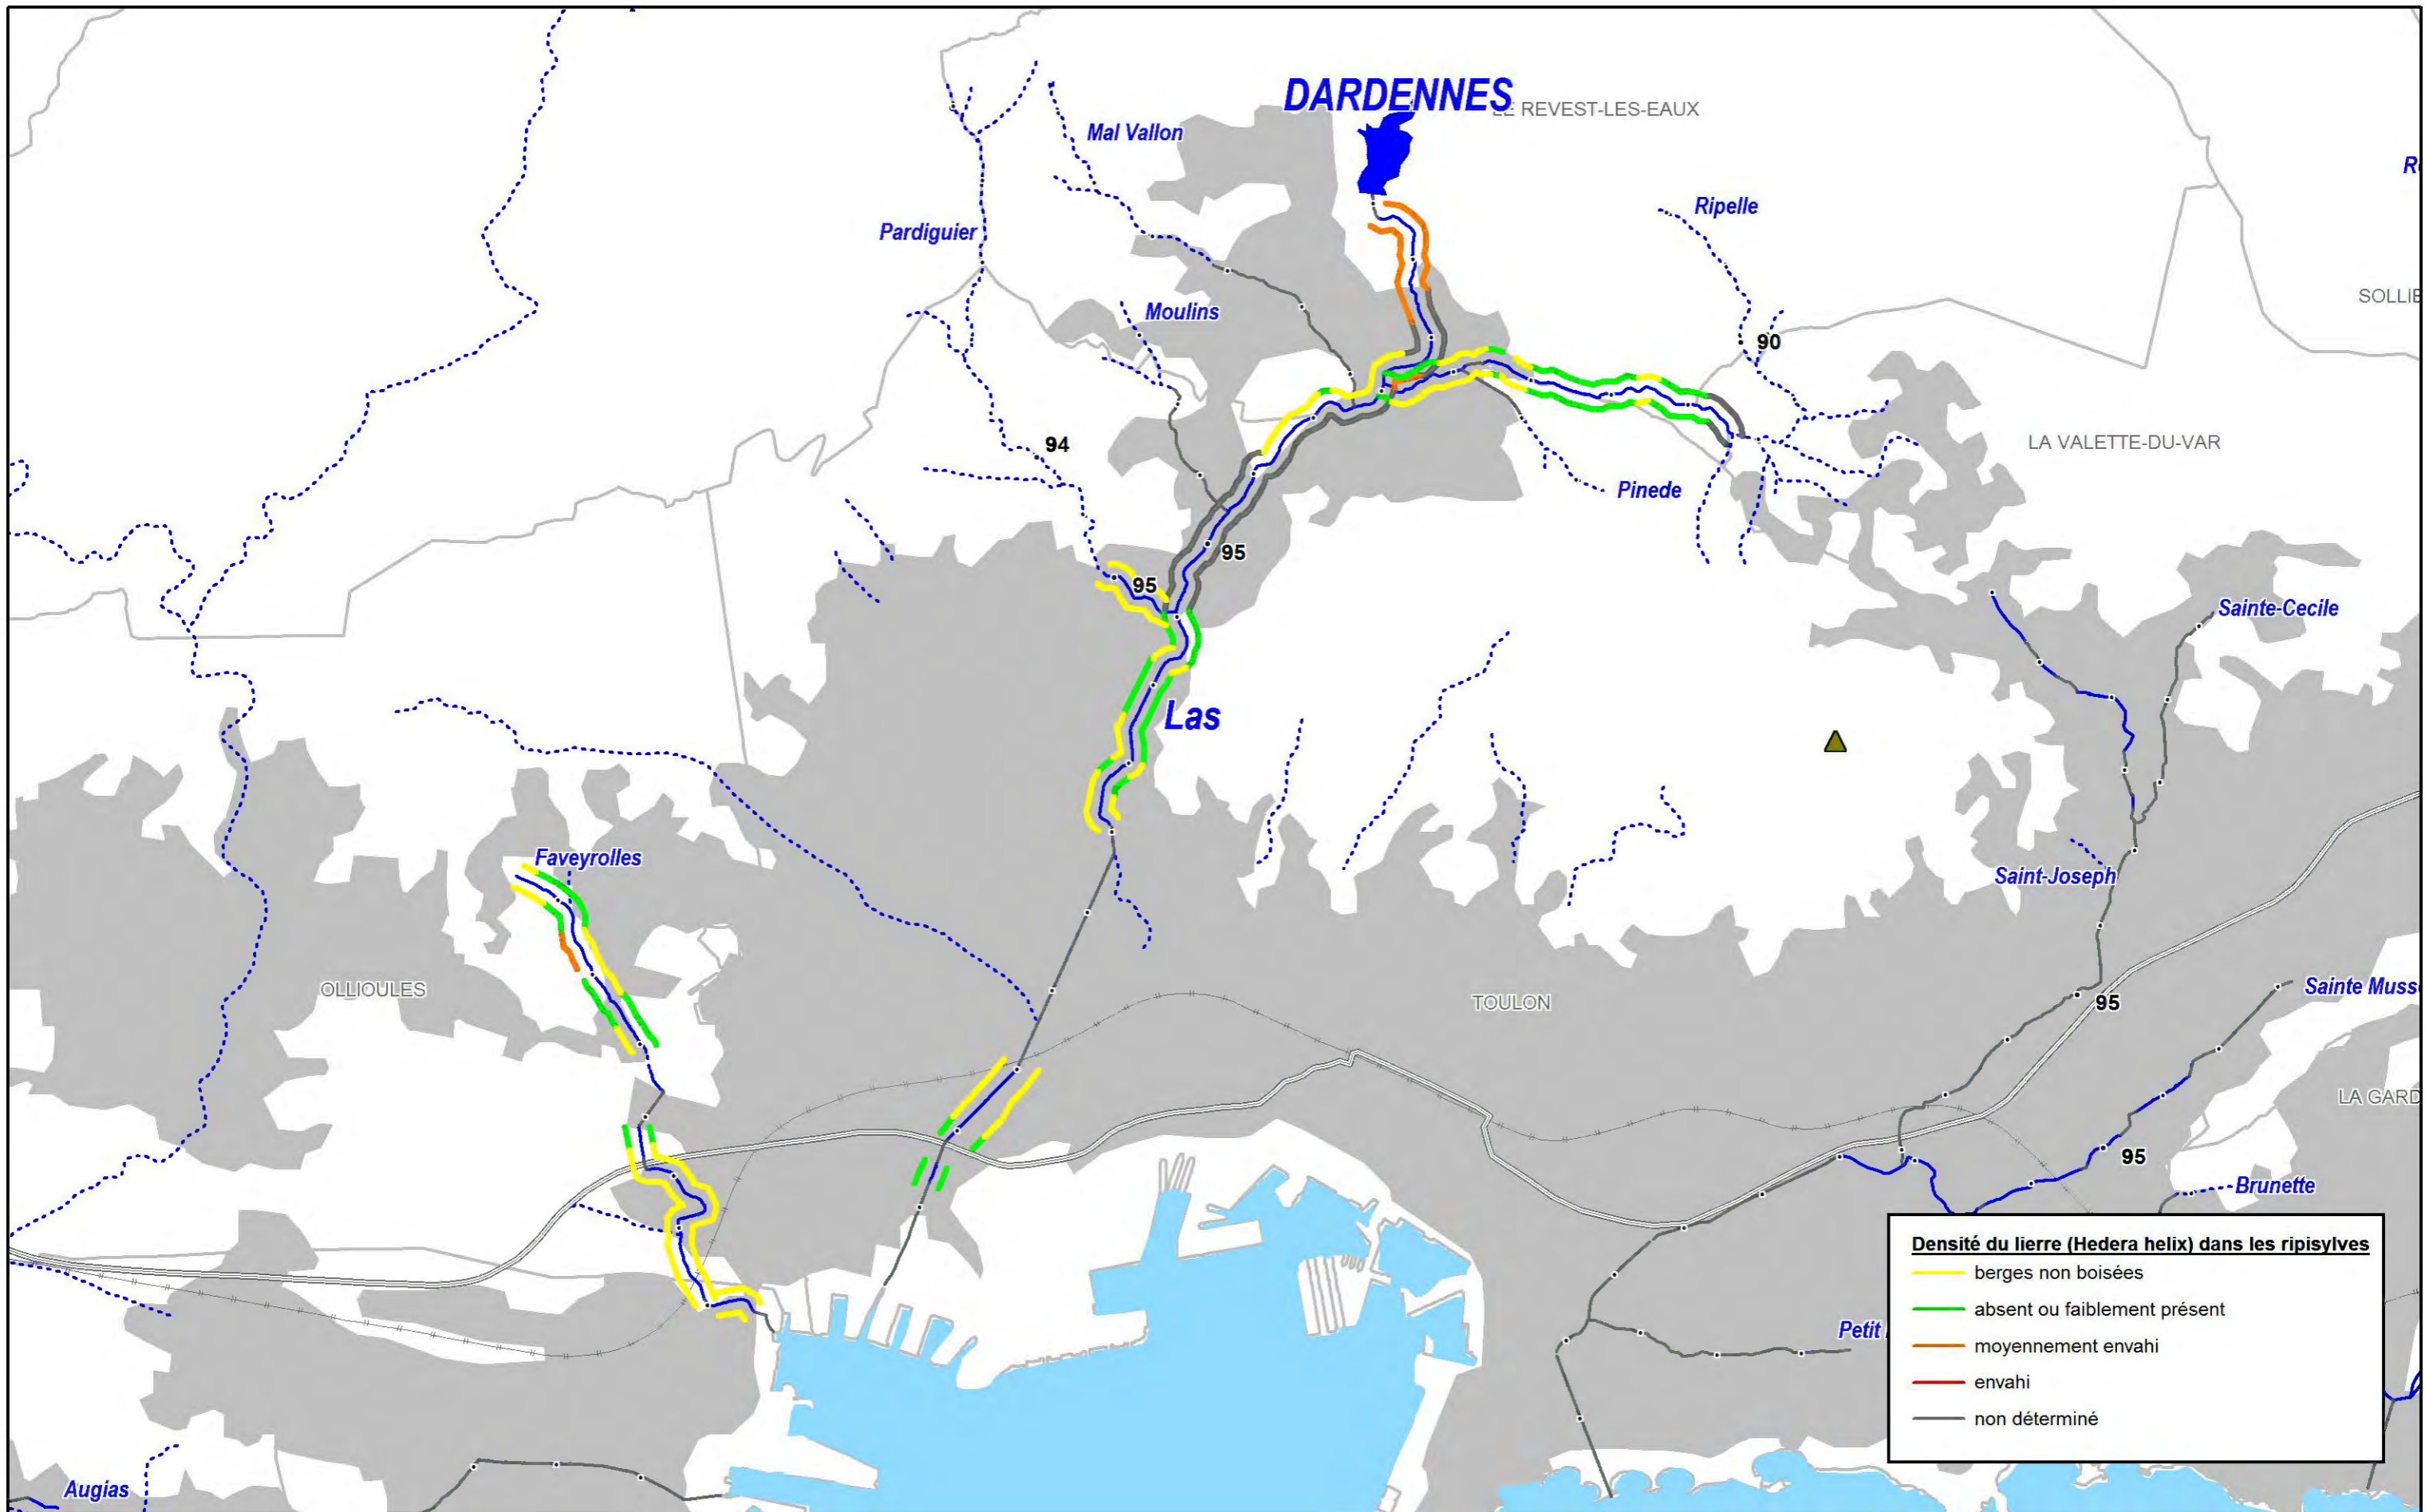 DARDENNES
LE REVEST-LES-EAUX
Mal Vallon
R
Ripelle
Pardiguier
SOLLIE
Moulins
90
94
LA VALETTE-DU-VAR
Pinede
95
95
Sainte-Cecile
Las
Faveyrolles
Saint-Joseph
OLLIOULES
TOULON
Sainte Muss
95
LA GARD
95
Brunette
Densité du lierre (Hedera helix) dans les ripisylves
berges non boisées
absent ou faiblement présent
moyennement envahi
envahi
non déterminé
Petit
Augias